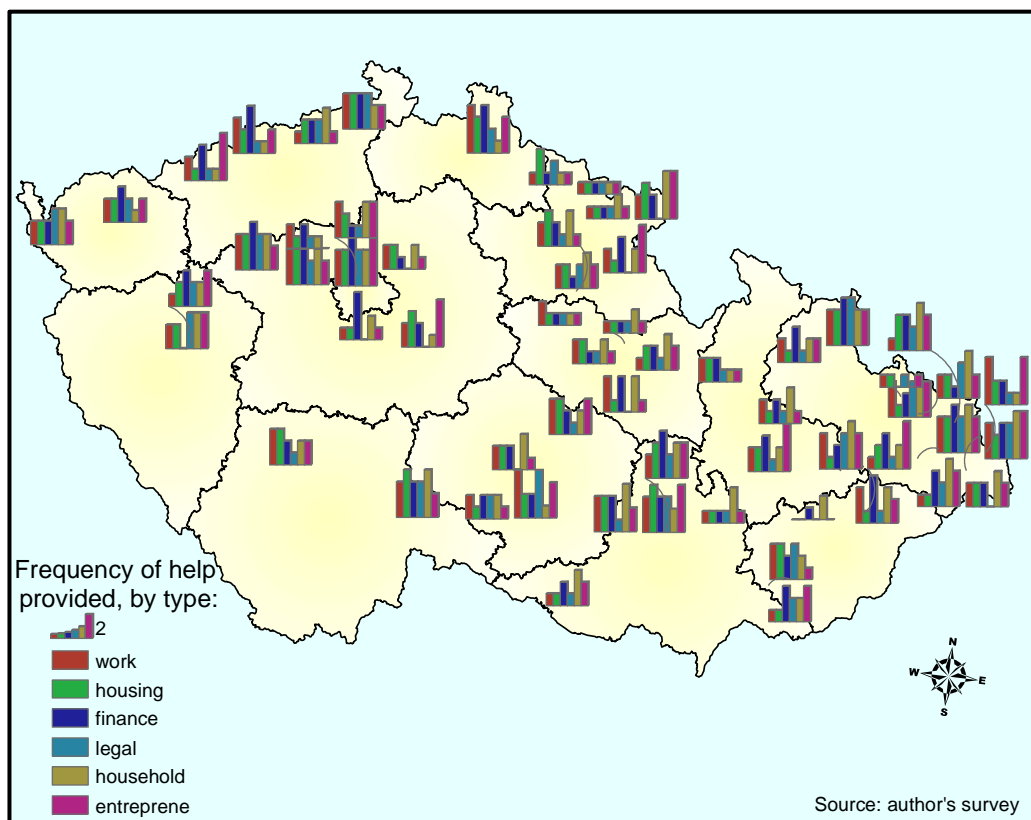 N
W
E
S
Frequency of help
provided, by type:
2
work
housing
finance
legal
household
entreprene
Source: author's survey